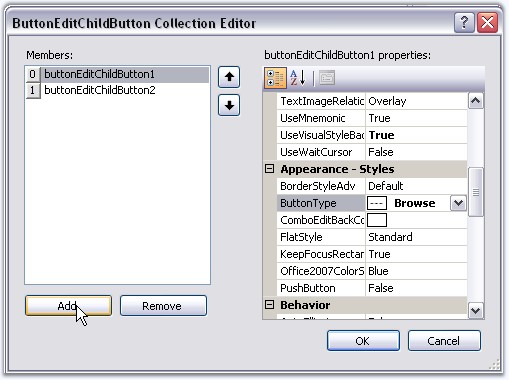 ButtonEditChildButton Collection Editor
Members:
0 buttonEditChildButton1
1 buttonEditChildButton2
Add
Remove
buttonEditChildButton1 properties:
TextImageRelatic Overlay
UseMnemonic True
UseVisualStyleBac True
UseWaitCursor False
Appearance - Styles
BorderStyleAdv Default
ButtonType --- Browse
ComboEditBackCo
FlatStyle Standard
KeepFocusRectar True
Office2007ColorS Blue
PushButton False
Behavior
OK
Cancel